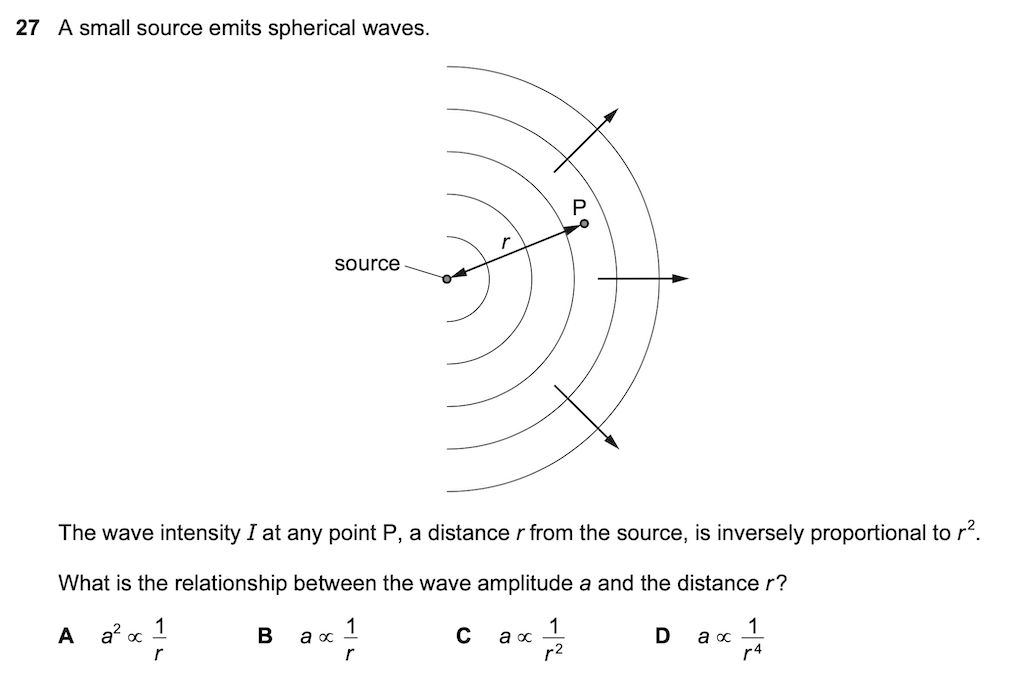 27 A small source emits spherical waves.
P
r
source
The wave intensity I at any point P, a distance r from the source, is inversely proportional to r².
What is the relationship between the wave amplitude a and the distance r?
A a² ∝ 1/r B a ∝ 1/r C a ∝ 1/r² D a ∝ 1/r⁴